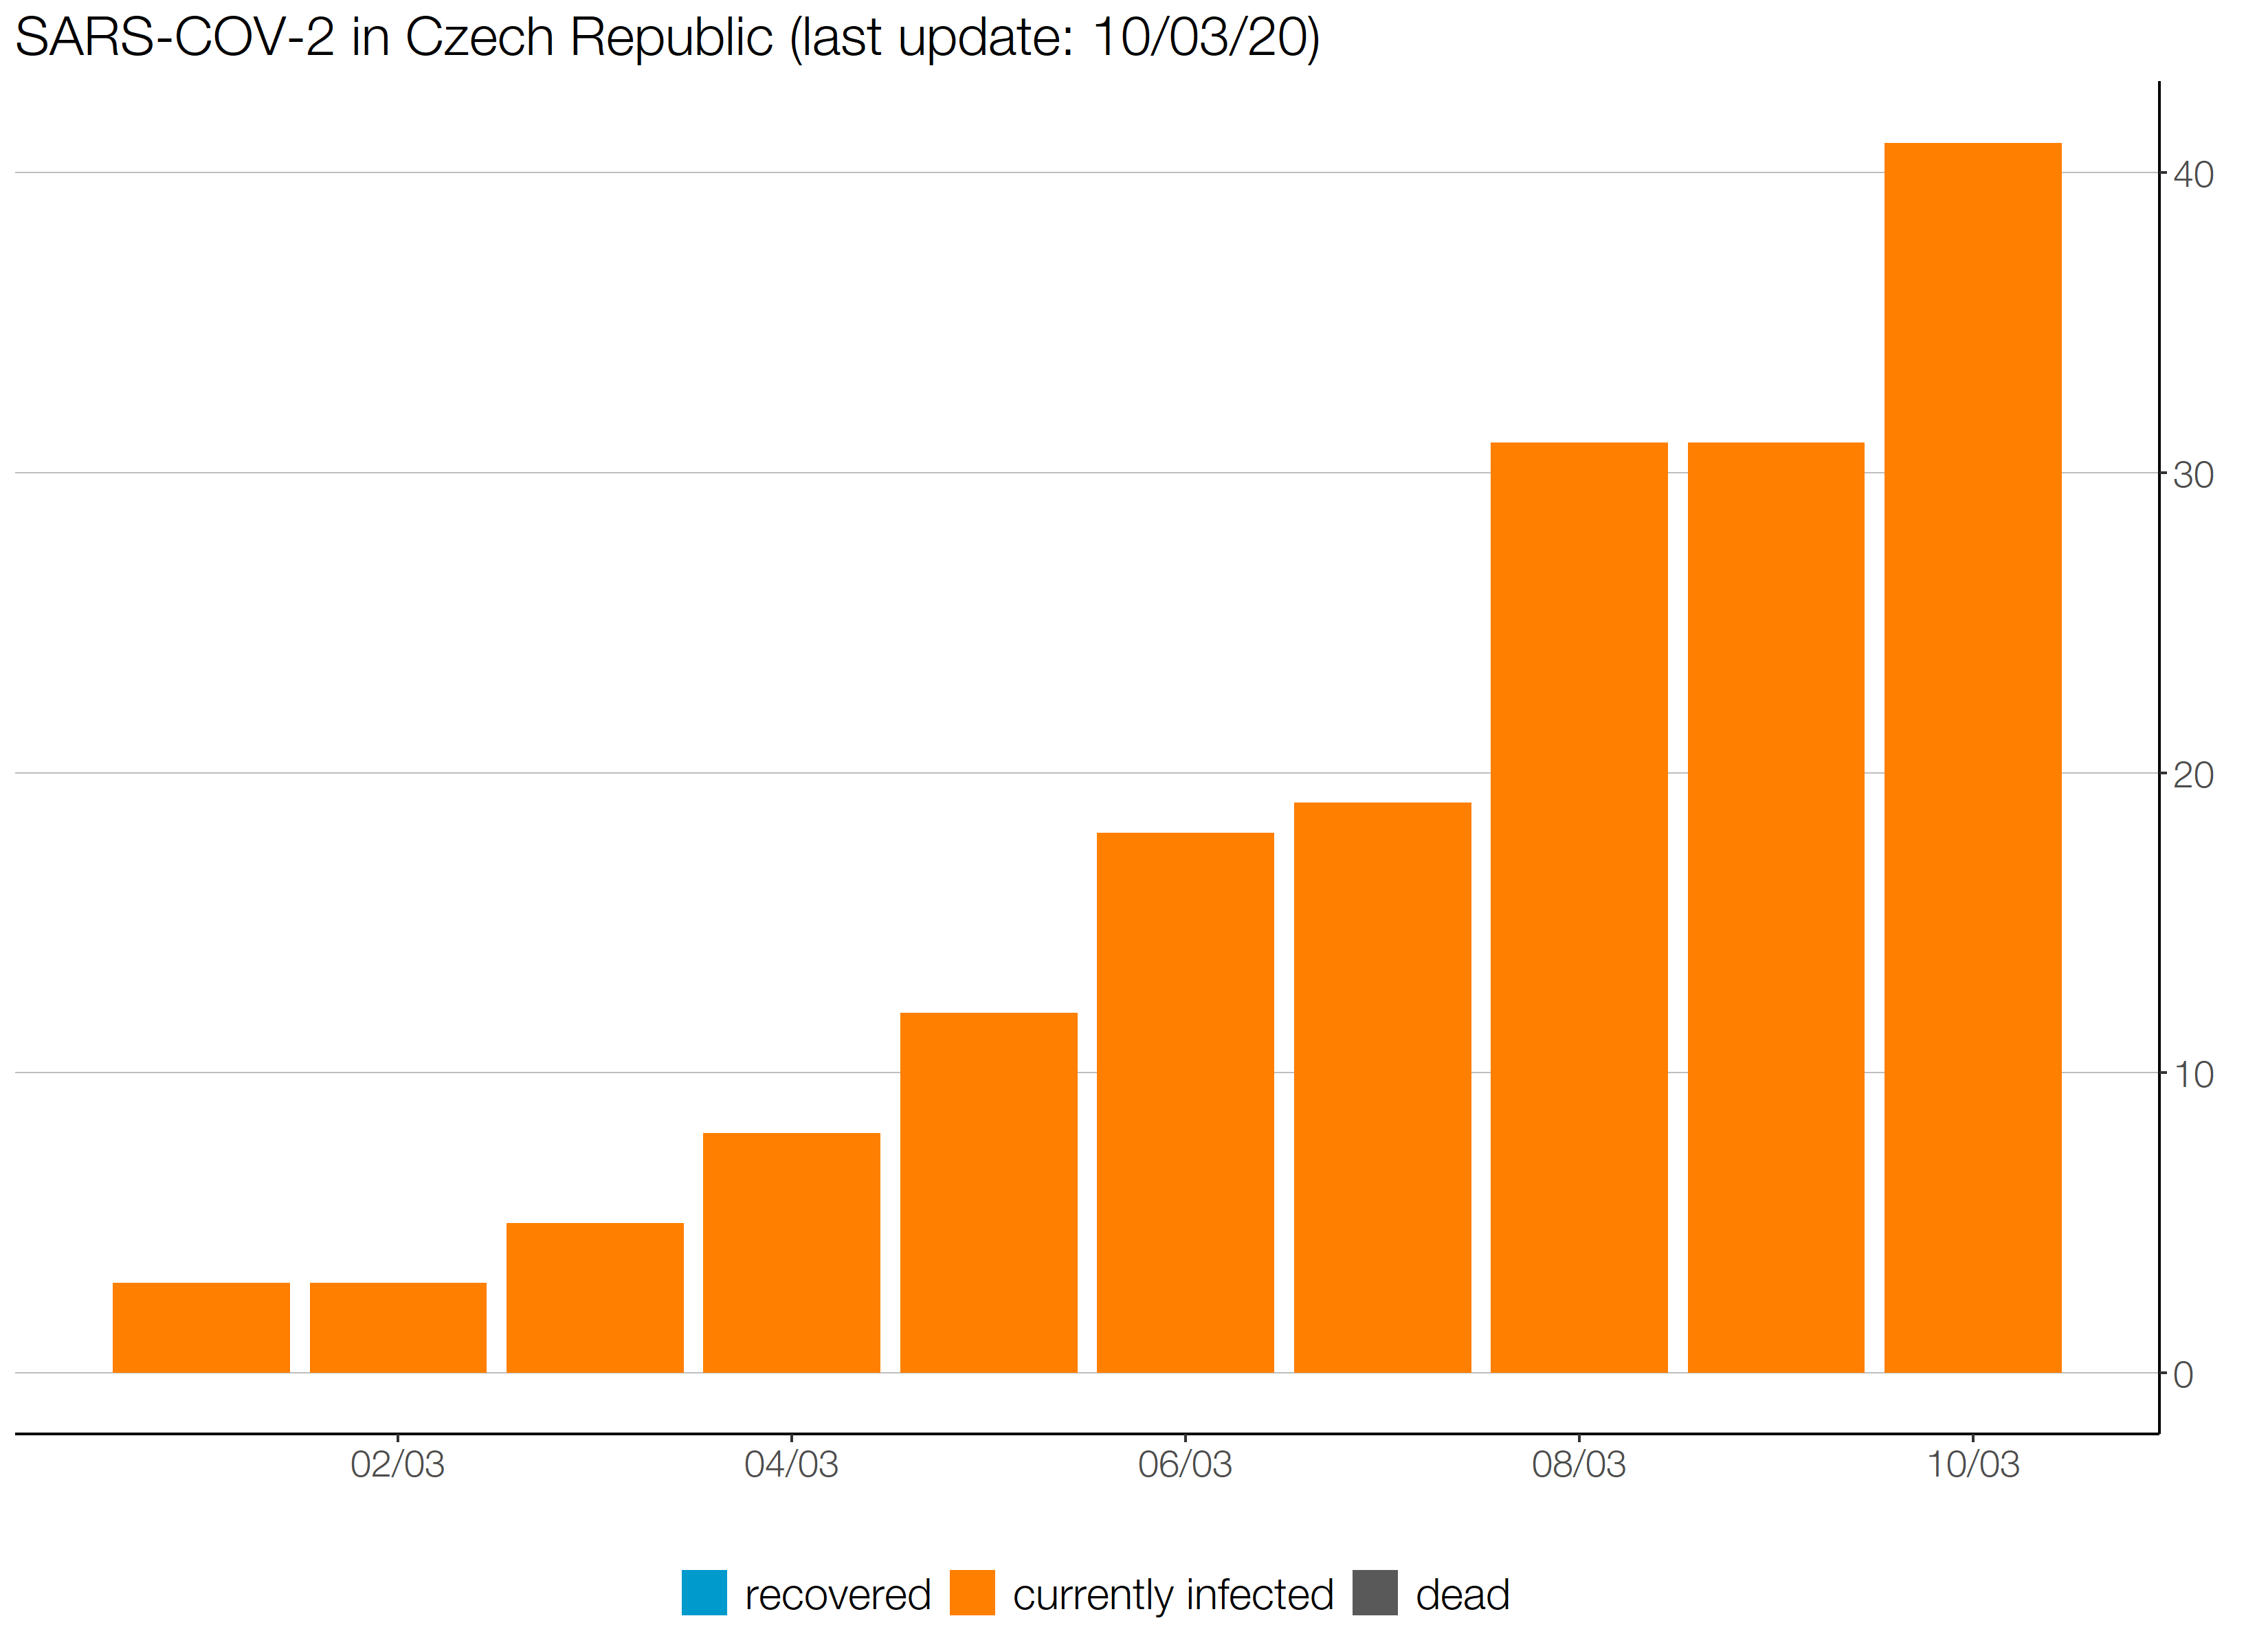 SARS-COV-2 in Czech Republic (last update: 10/03/20)
40
30
20
10
0
02/03 04/03 06/03 08/03 10/03
recovered currently infected dead